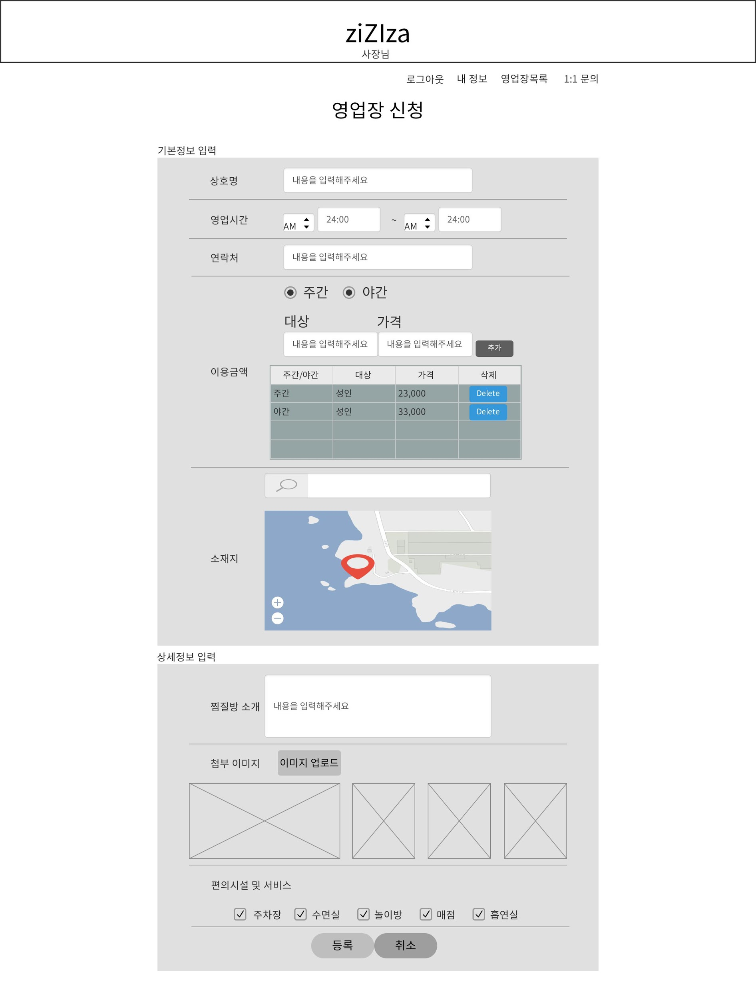 ziZIza
사장님
로그아웃 내 정보 영업장목록 1:1 문의
영업장 신청
기본정보 입력
상호명 내용을 입력해주세요
영업시간 AM 24:00 ~ AM 24:00
연락처 내용을 입력해주세요
주간 야간
대상 가격
내용을 입력해주세요 내용을 입력해주세요 추가
이용금액
주간/야간 대상 가격 삭제
주간 성인 23,000 Delete
야간 성인 33,000 Delete
소재지
상세정보 입력
찜질방 소개 내용을 입력해주세요
첨부 이미지 이미지 업로드
편의시설 및 서비스
주차장 수면실 놀이방 매점 흡연실
등록 취소